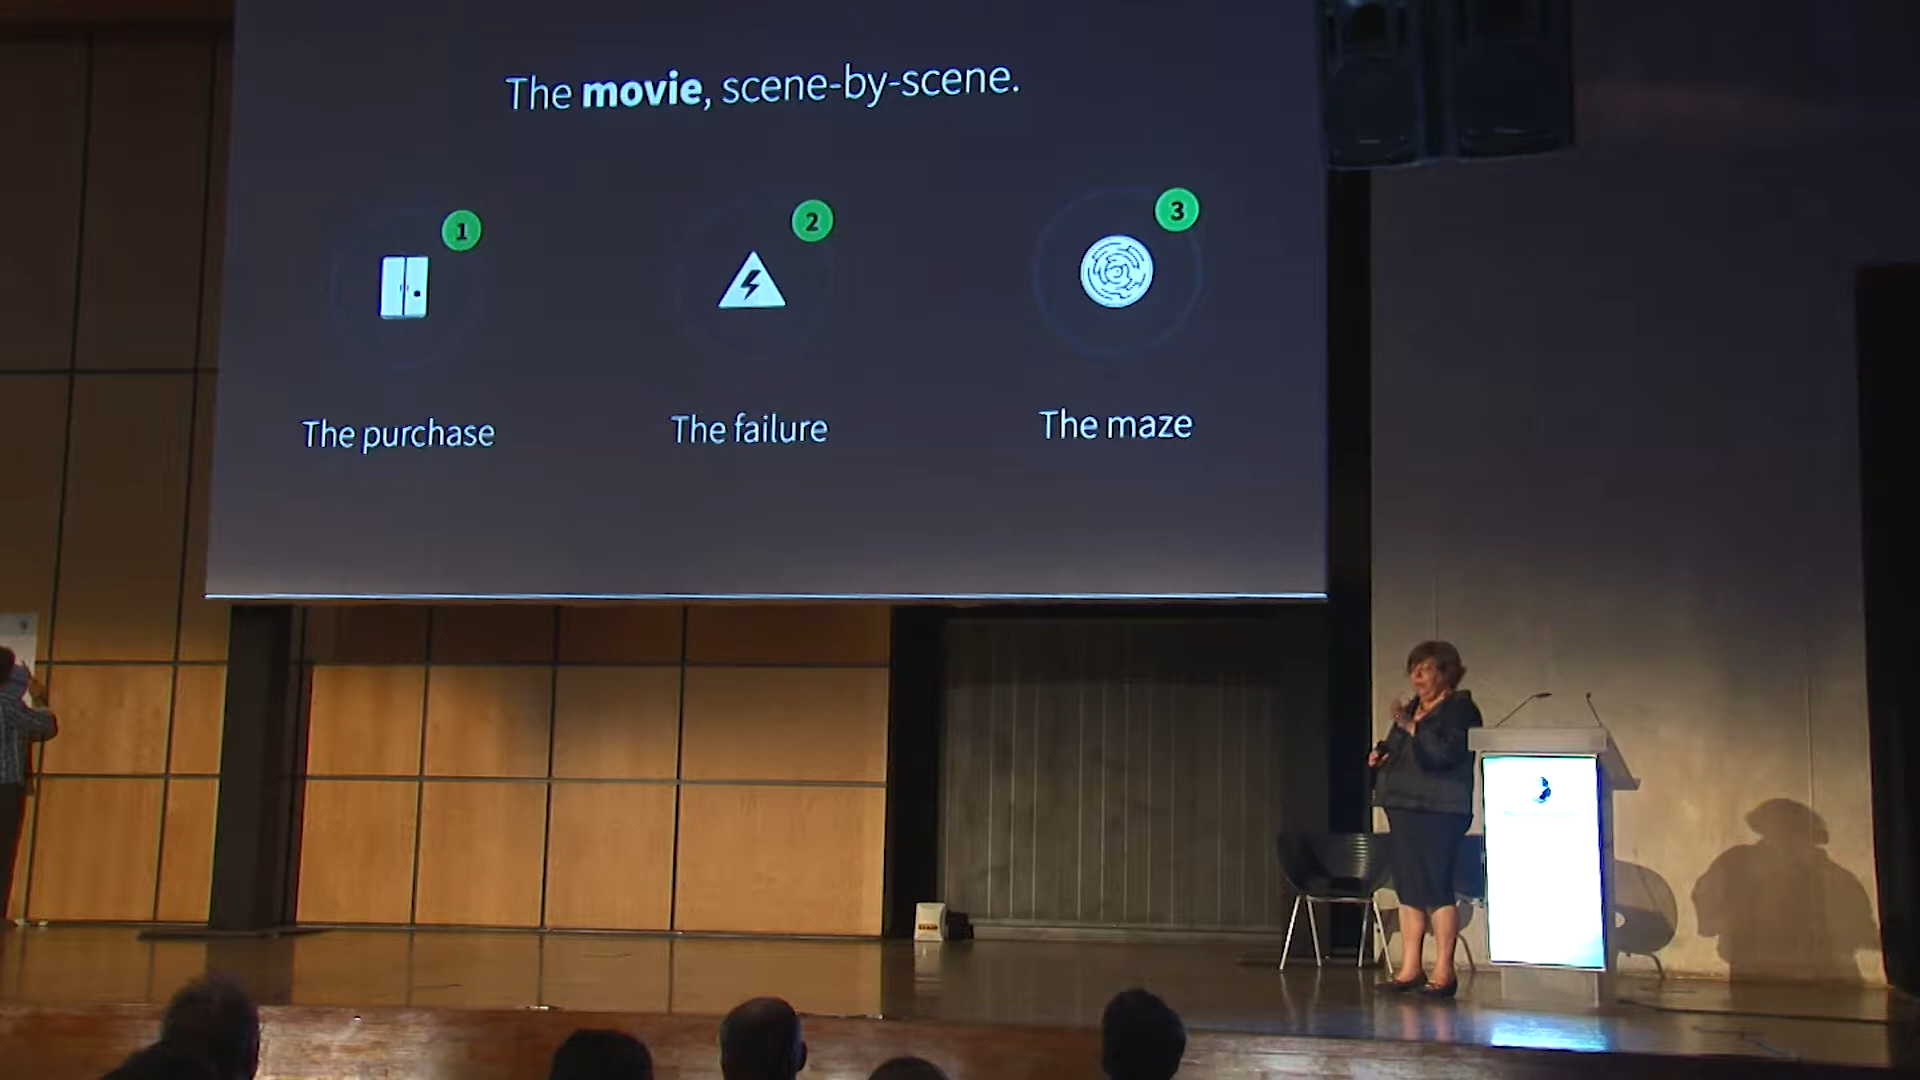 The movie, scene-by-scene.
1
2
3
The purchase
The failure
The maze